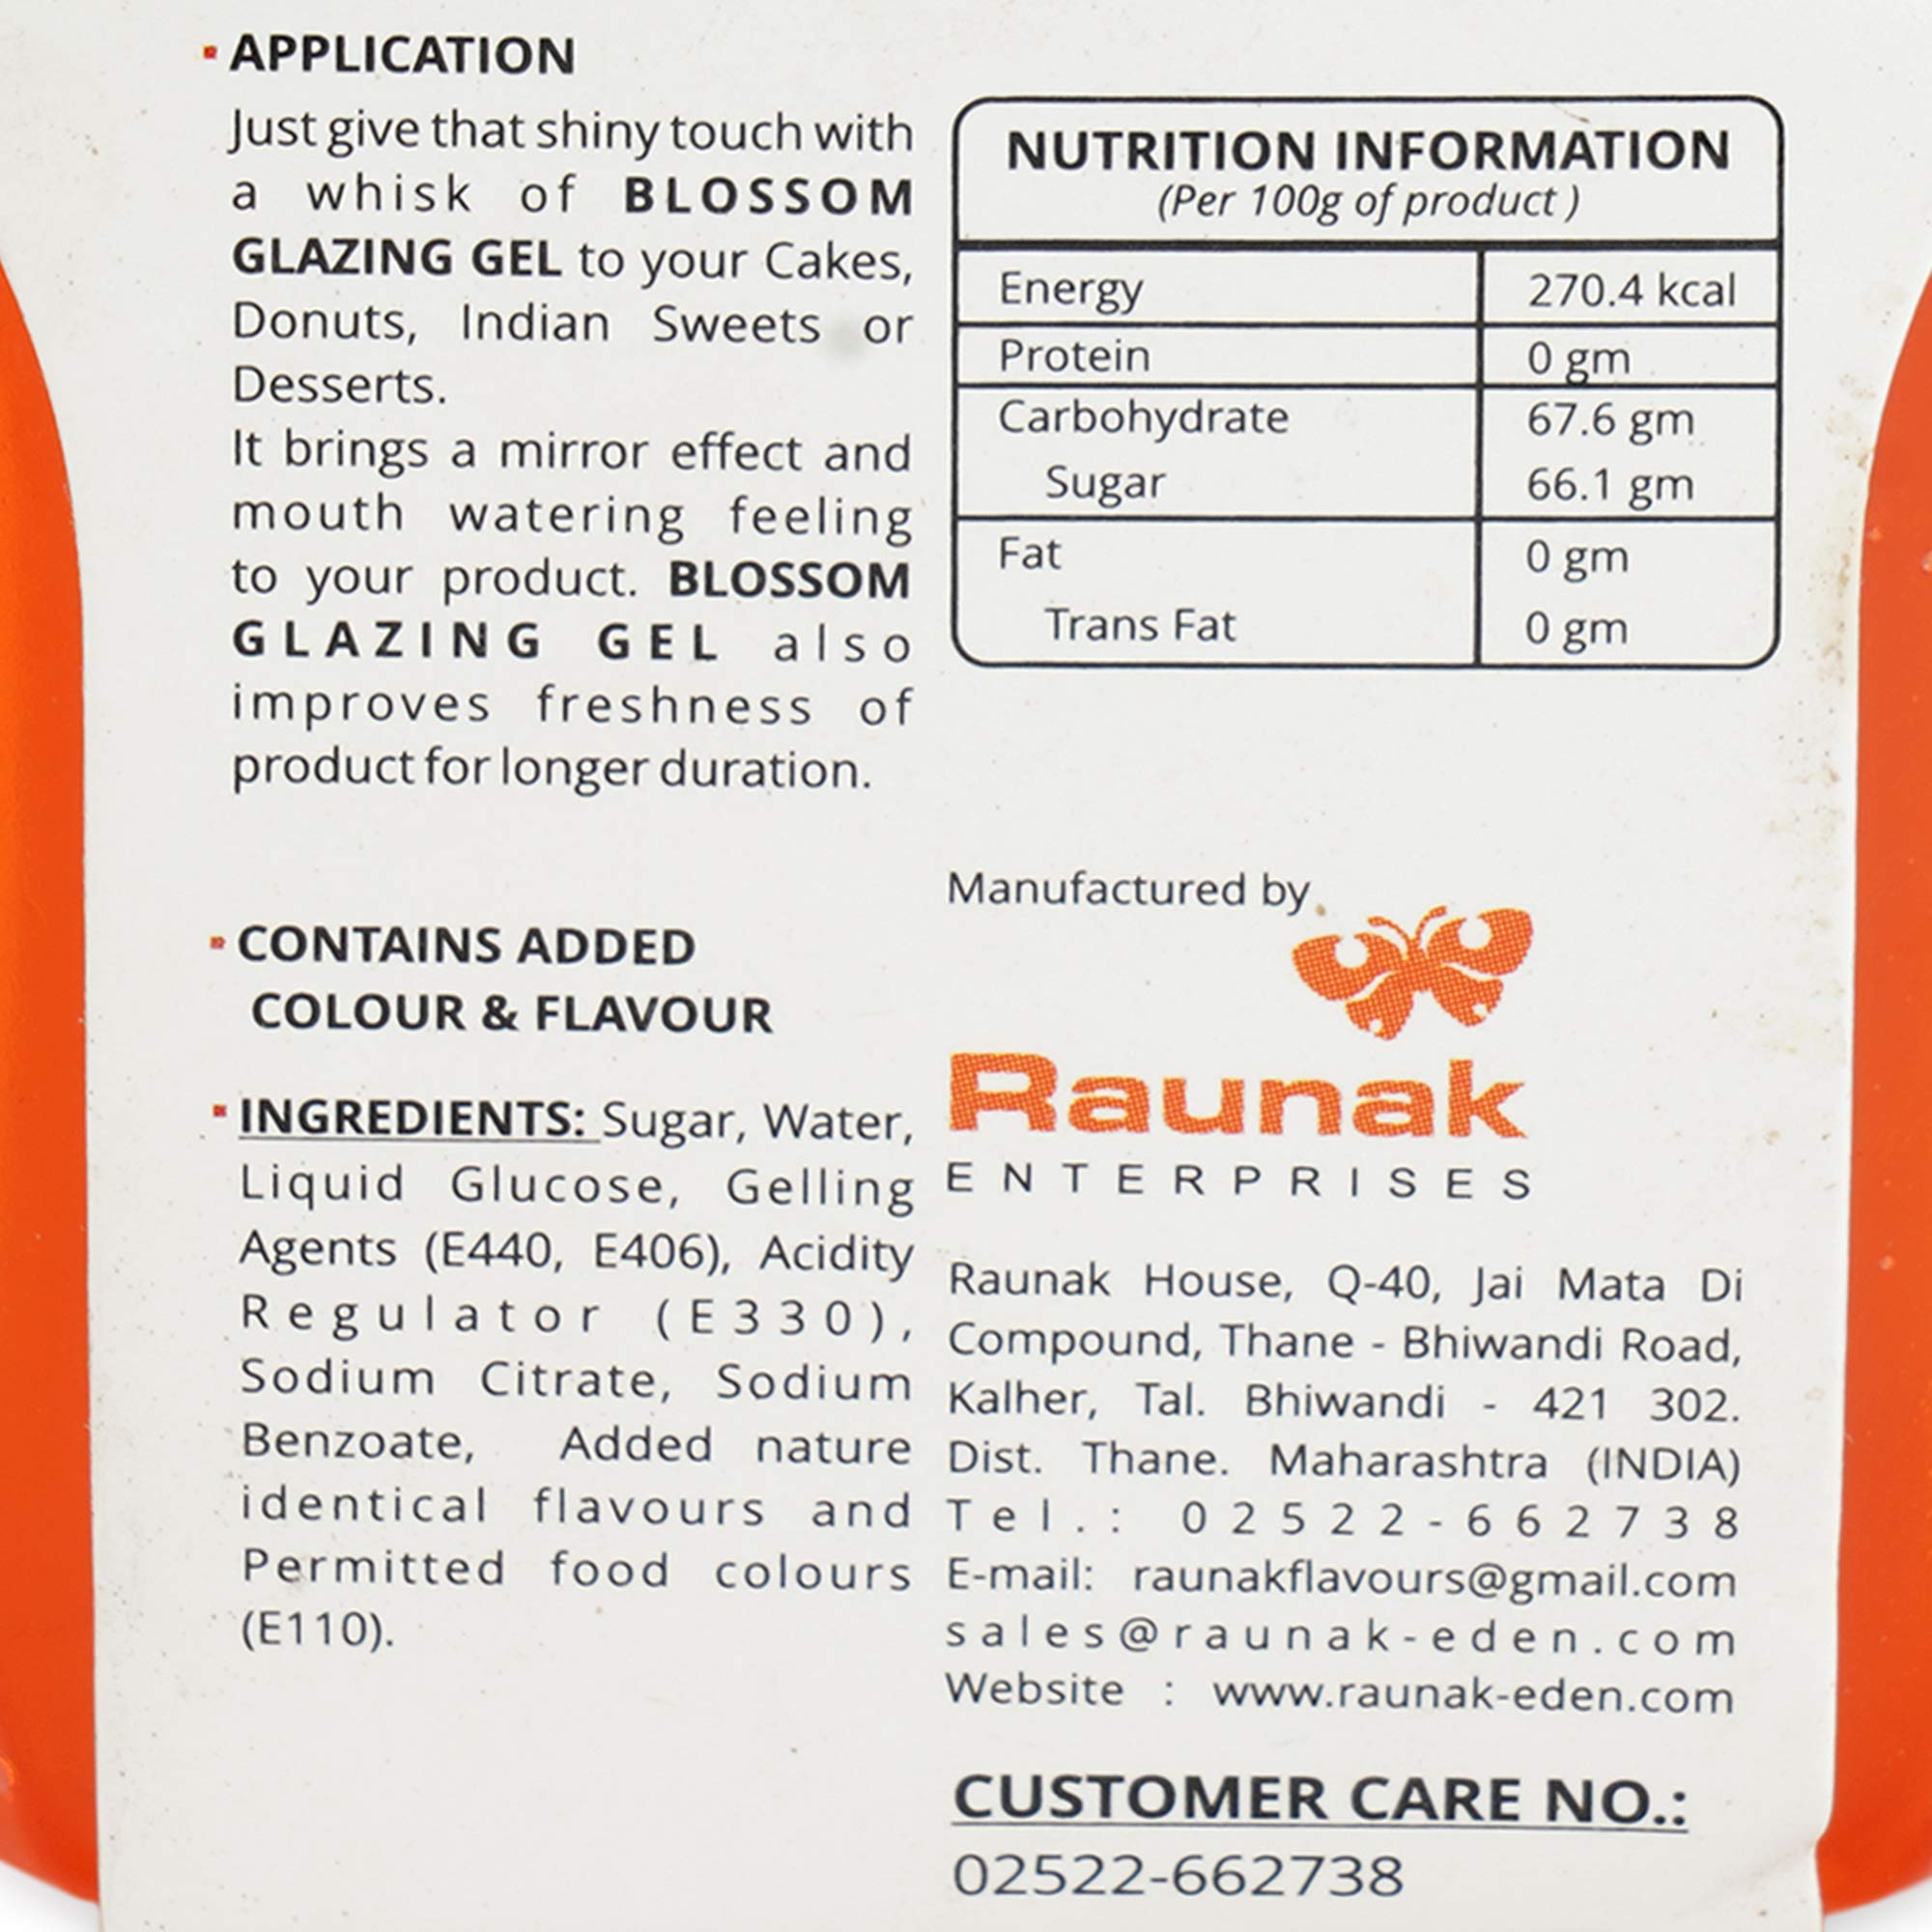 APPLICATION
Just give that shiny touch with
a whisk of BLOSSOM
GLAZING GEL to your Cakes,
Donuts, Indian Sweets or
Desserts.
It brings a mirror effect and
mouth watering feeling
to your product. BLOSSOM
GLAZING GEL also
improves freshness of
product for longer duration.
CONTAINS ADDED
COLOUR & FLAVOUR
INGREDIENTS: Sugar, Water,
Liquid Glucose, Gelling
Agents (E440, E406), Acidity
Regulator (E330),
Sodium Citrate, Sodium
Benzoate, Added nature
identical flavours and
Permitted food colours
(E110).
NUTRITION INFORMATION
(Per 100g of product )
Energy 270.4 kcal
Protein 0 gm
Carbohydrate 67.6 gm
Sugar 66.1 gm
Fat 0 gm
Trans Fat 0 gm
Manufactured by
Raunak
ENTERPRISES
Raunak House, Q-40, Jai Mata Di
Compound, Thane - Bhiwandi Road,
Kalher, Tal. Bhiwandi - 421 302.
Dist. Thane. Maharashtra (INDIA)
Tel.: 02522-662738
E-mail: raunakflavours@gmail.com
sales@raunak-eden.com
Website : www.raunak-eden.com
CUSTOMER CARE NO.:
02522-662738